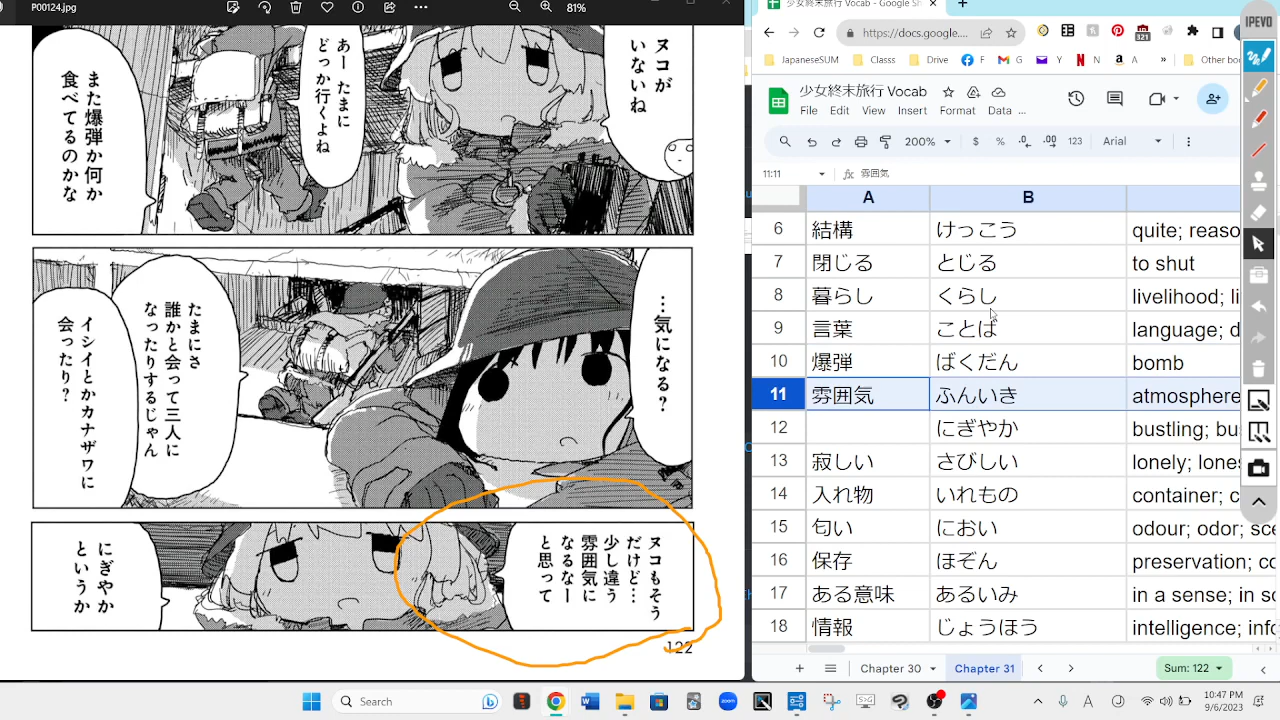 P00124.jpg
81%
ヌコが
いないね
あー たまに
どっか行くよね
また爆弾か何か
食べてるのかな
…気になる?
たまにさ
誰かと会って三人に
なったりするじゃん
イシイとかカナザワに
会ったり?
ヌコもそう
だけど…
少し違う
雰囲気に
なるなー
と思って
にぎやか
というか
122
少女終末旅行 Vocab - Google Sh
https://docs.google....
321
JapaneseSUM
Class
Drive
F
G
Y
N
A
Other boo
少女終末旅行 Vocab
File Edit View Insert Format Data ...
200% $ % .0 .00 123 Arial
11:11 fx 雰囲気
A B
6 結構 けっこう quite; reaso
7 閉じる とじる to shut
8 暮らし くらし livelihood; li
9 言葉 ことば language; d
10 爆弾 ばくだん bomb
11 雰囲気 ふんいき atmosphere
12 にぎやか bustling; bu
13 寂しい さびしい lonely; lone
14 入れ物 いれもの container; c
15 匂い におい odour; odor; sco
16 保存 ほぞん preservation; co
17 ある意味 あるいみ in a sense; in so
18 情報 じょうほう intelligence; info
Chapter 30
Chapter 31
Sum: 122
IPEVO
Search
zoom
10:47 PM
9/6/2023